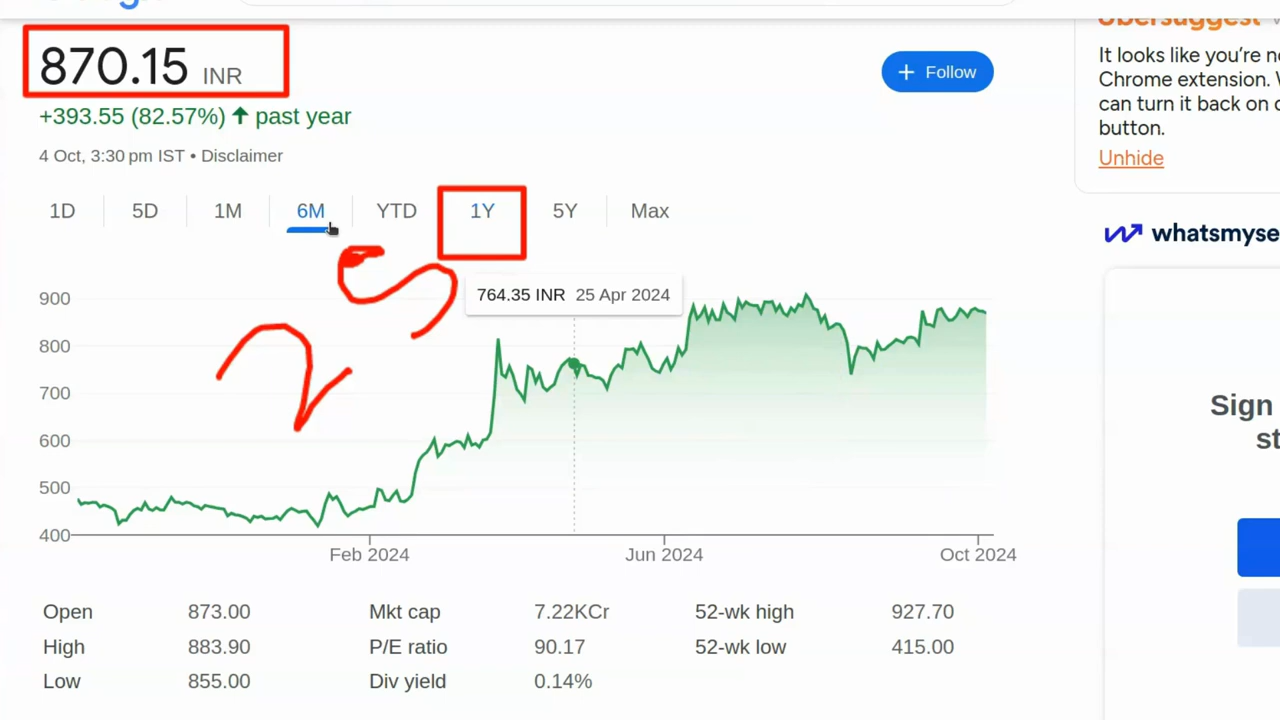 870.15 INR
+ Follow
+393.55 (82.57%) ↑ past year
4 Oct, 3:30 pm IST • Disclaimer
1D 5D 1M 6M YTD 1Y 5Y Max
764.35 INR 25 Apr 2024
900
800
700
600
500
400
Feb 2024 Jun 2024 Oct 2024
Open 873.00 Mkt cap 7.22KCr 52-wk high 927.70
High 883.90 P/E ratio 90.17 52-wk low 415.00
Low 855.00 Div yield 0.14%
Ubersuggest
It looks like you're n
Chrome extension.
can turn it back on
button.
Unhide
whatsmyse
Sign
st